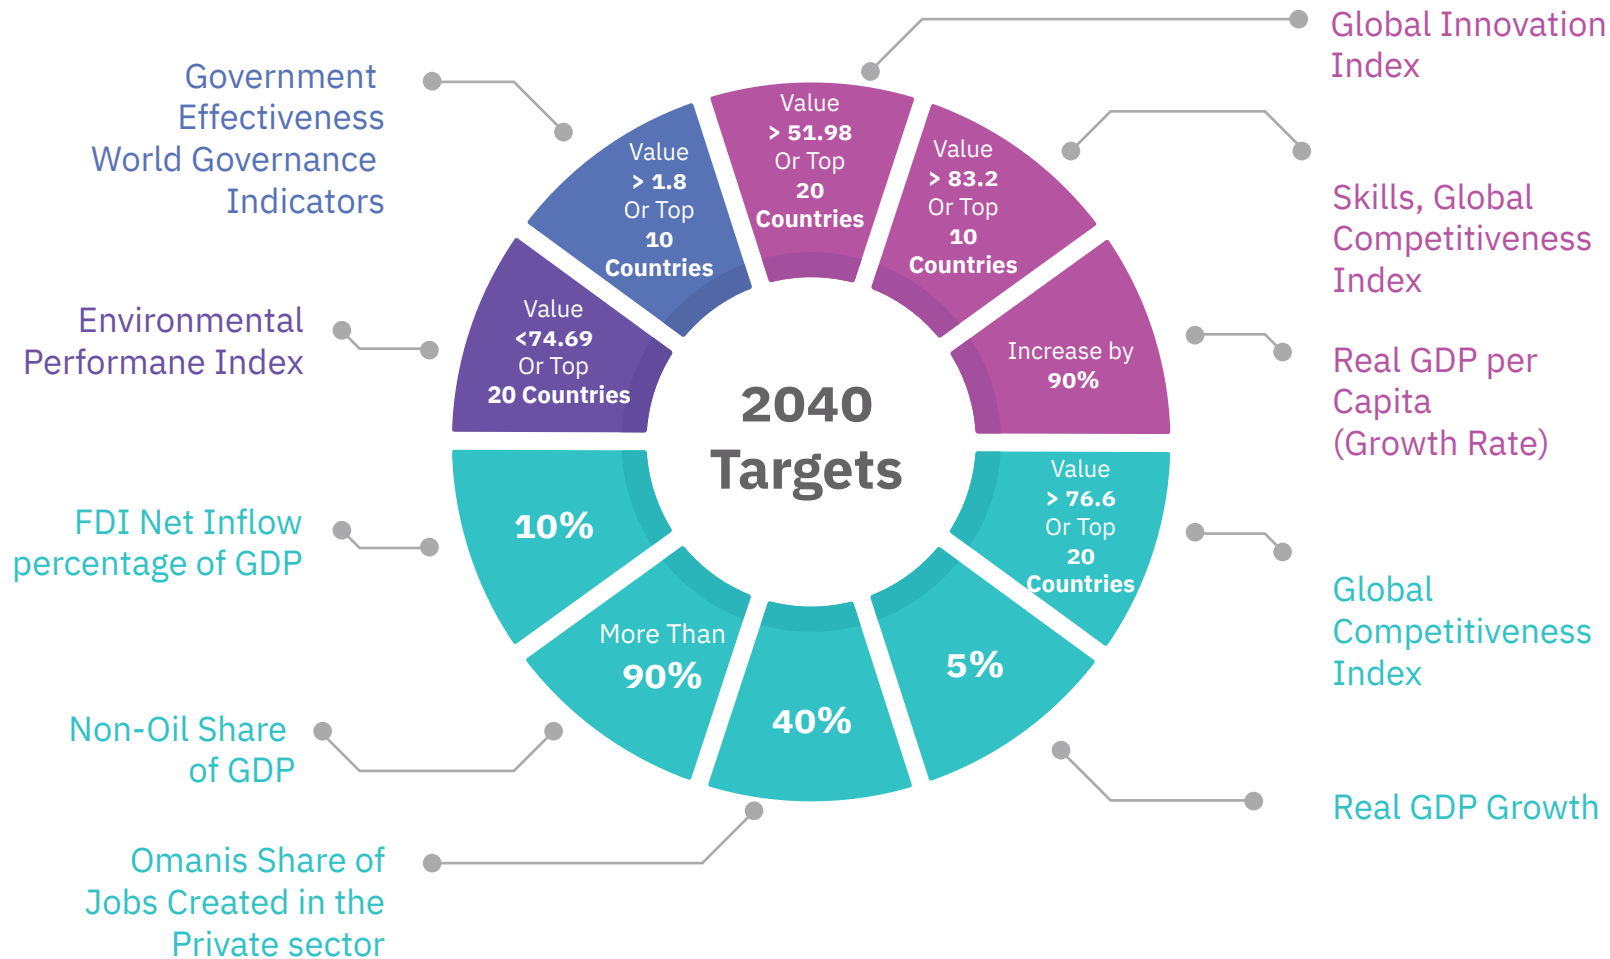 Global Innovation
Index
Government
Effectiveness
World Governance
Indicators
Value
> 51.98
Or Top
20
Countries
Value
> 83.2
Or Top
10
Countries
Value
> 1.8
Or Top
10
Countries
Skills, Global
Competitiveness
Index
Environmental
Performane Index
Value
<74.69
Or Top
20 Countries
Increase by
90%
Real GDP per
Capita
(Growth Rate)
2040
Targets
Value
> 76.6
Or Top
20
Countries
FDI Net Inflow
percentage of GDP
10%
Global
Competitiveness
Index
More Than
90%
5%
40%
Non-Oil Share
of GDP
Real GDP Growth
Omanis Share of
Jobs Created in the
Private sector